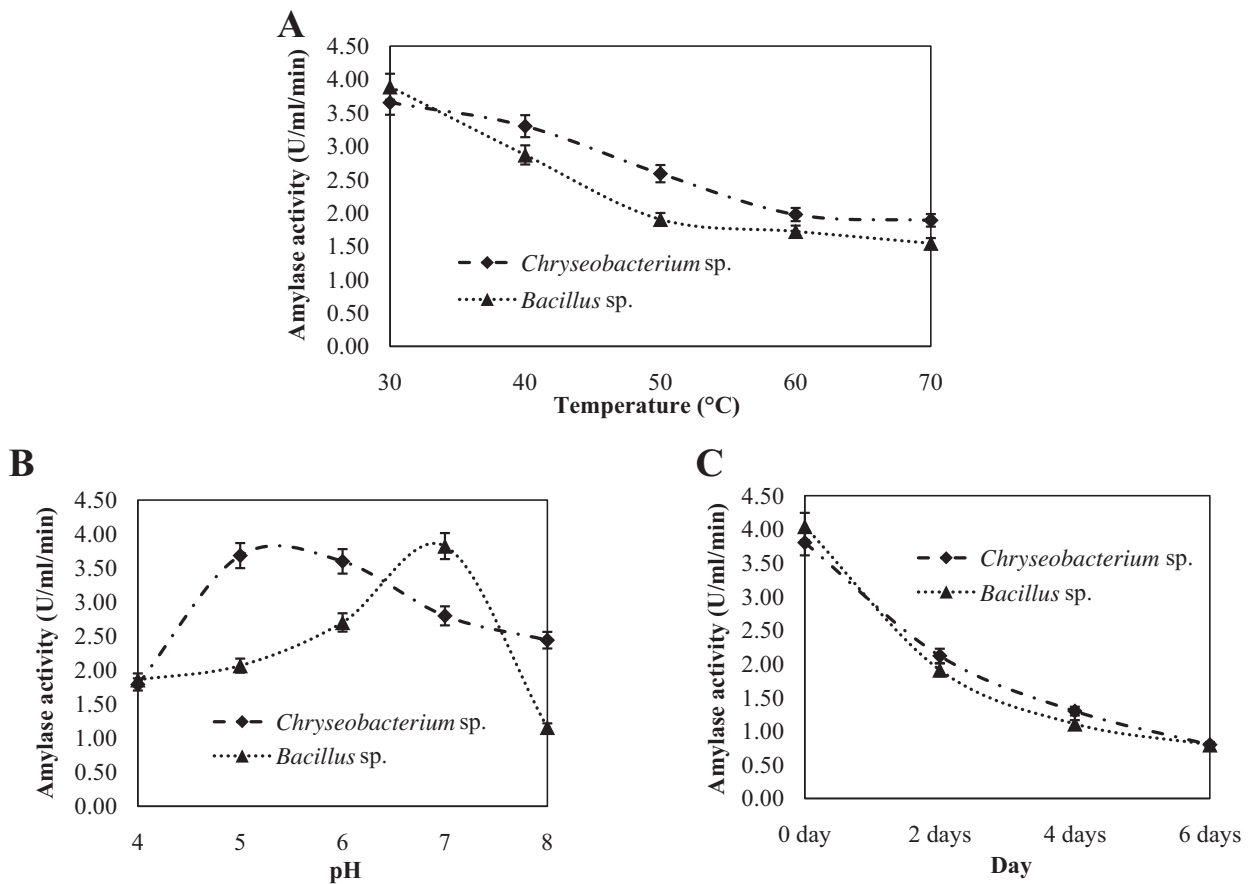 A
Amylase activity (U/ml/min)
4.50
4.00
3.50
3.00
2.50
2.00
1.50
1.00
0.50
0.00
Chryseobacterium sp.
Bacillus sp.
30 40 50 60 70
Temperature (°C)
B
Amylase activity (U/ml/min)
4.50
4.00
3.50
3.00
2.50
2.00
1.50
1.00
0.50
0.00
Chryseobacterium sp.
Bacillus sp.
4 5 6 7 8
pH
C
Amylase activity (U/ml/min)
4.50
4.00
3.50
3.00
2.50
2.00
1.50
1.00
0.50
0.00
Chryseobacterium sp.
Bacillus sp.
0 day 2 days 4 days 6 days
Day